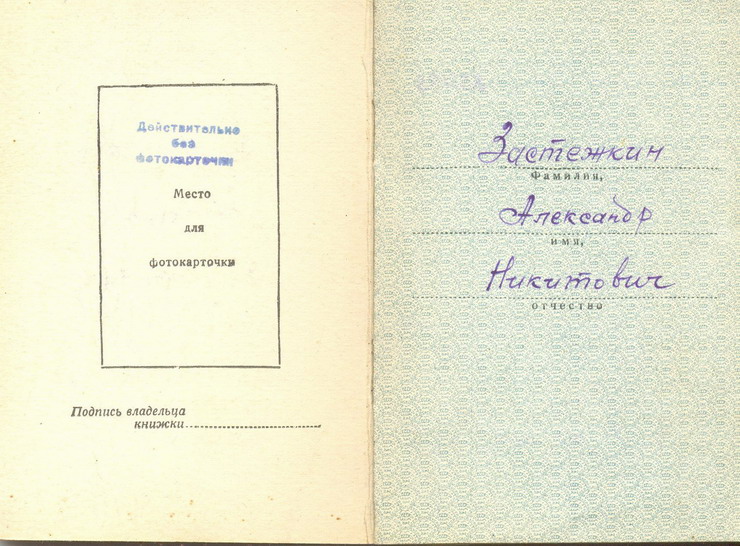 Действительно
без
фотокарточки
Место
для
фотокарточки
Подпись владельца
книжки
Застежкин
Фамилия,
Александр
имя,
Никитович
отчество